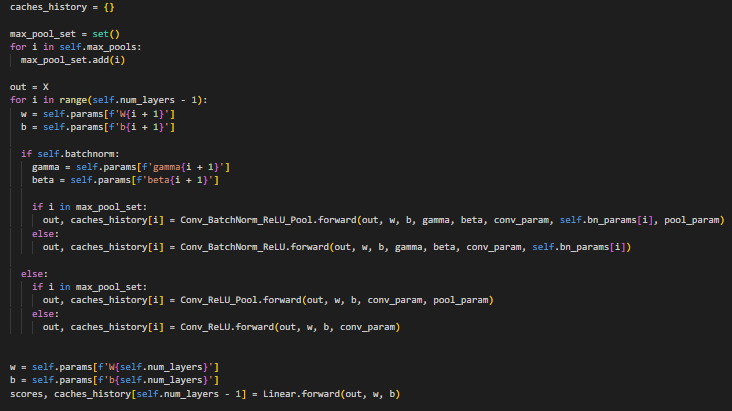 caches_history = {}
max_pool_set = set()
for i in self.max_pools:
max_pool_set.add(i)
out = X
for i in range(self.num_layers - 1):
w = self.params[f'W{i + 1}']
b = self.params[f'b{i + 1}']
if self.batchnorm:
gamma = self.params[f'gamma{i + 1}']
beta = self.params[f'beta{i + 1}']
if i in max_pool_set:
out, caches_history[i] = Conv_BatchNorm_ReLU_Pool.forward(out, w, b, gamma, beta, conv_param, self.bn_params[i], pool_param)
else:
out, caches_history[i] = Conv_BatchNorm_ReLU.forward(out, w, b, gamma, beta, conv_param, self.bn_params[i])
else:
if i in max_pool_set:
out, caches_history[i] = Conv_ReLU_Pool.forward(out, w, b, conv_param, pool_param)
else:
out, caches_history[i] = Conv_ReLU.forward(out, w, b, conv_param)
w = self.params[f'W{self.num_layers}']
b = self.params[f'b{self.num_layers}']
scores, caches_history[self.num_layers - 1] = Linear.forward(out, w, b)